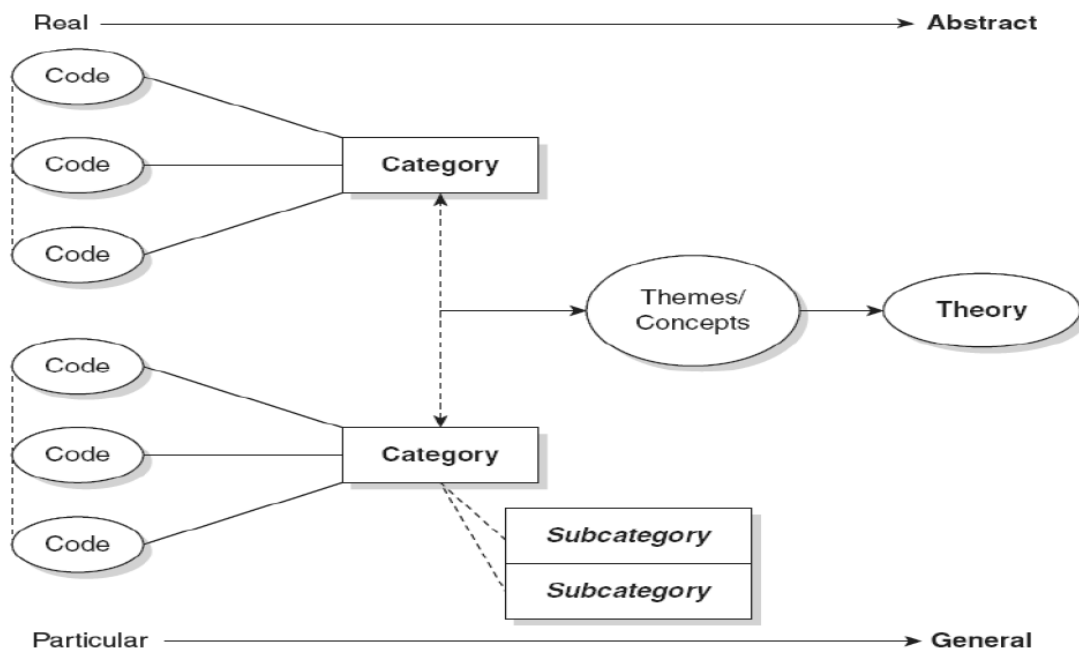 Real
Abstract
Code
Code
Category
Code
Themes/
Concepts
Theory
Code
Code
Category
Code
Subcategory
Subcategory
Particular
General